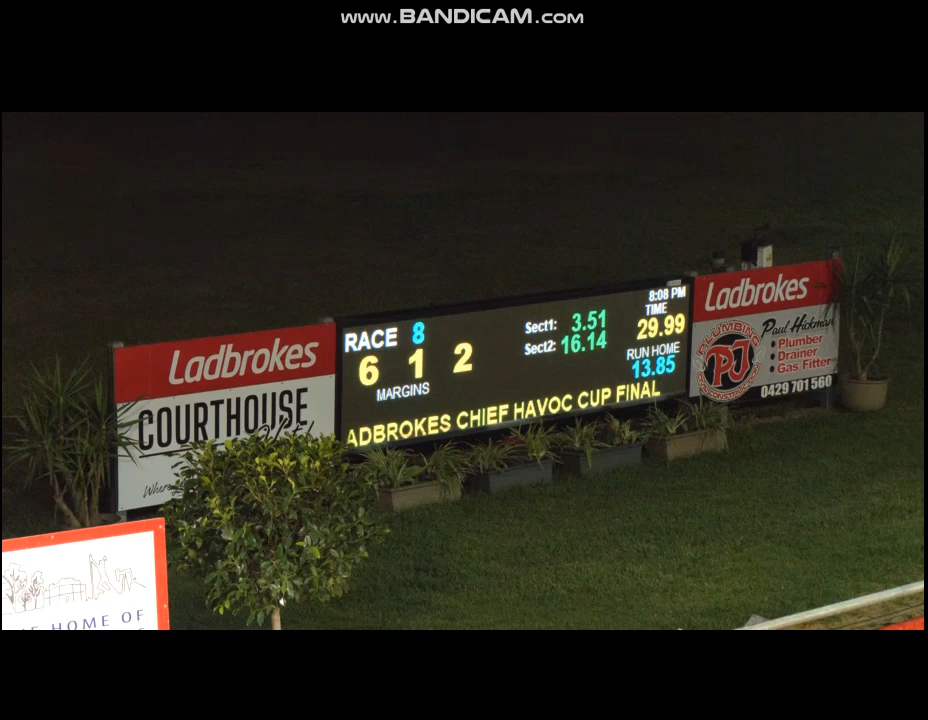 www.BANDICAM.com
Ladbrokes
COURTHOUSE
Where
RACE 8
6 1 2
MARGINS
Sect1: 3.51
Sect2: 16.14
8:08 PM
TIME
29.99
RUN HOME
13.85
ADBROKES CHIEF HAVOC CUP FINAL
Ladbrokes
PLUMBING
PJ
Paul Hickman
• Plumber
• Drainer
• Gas Fitter
0429 701 560
HOME OF